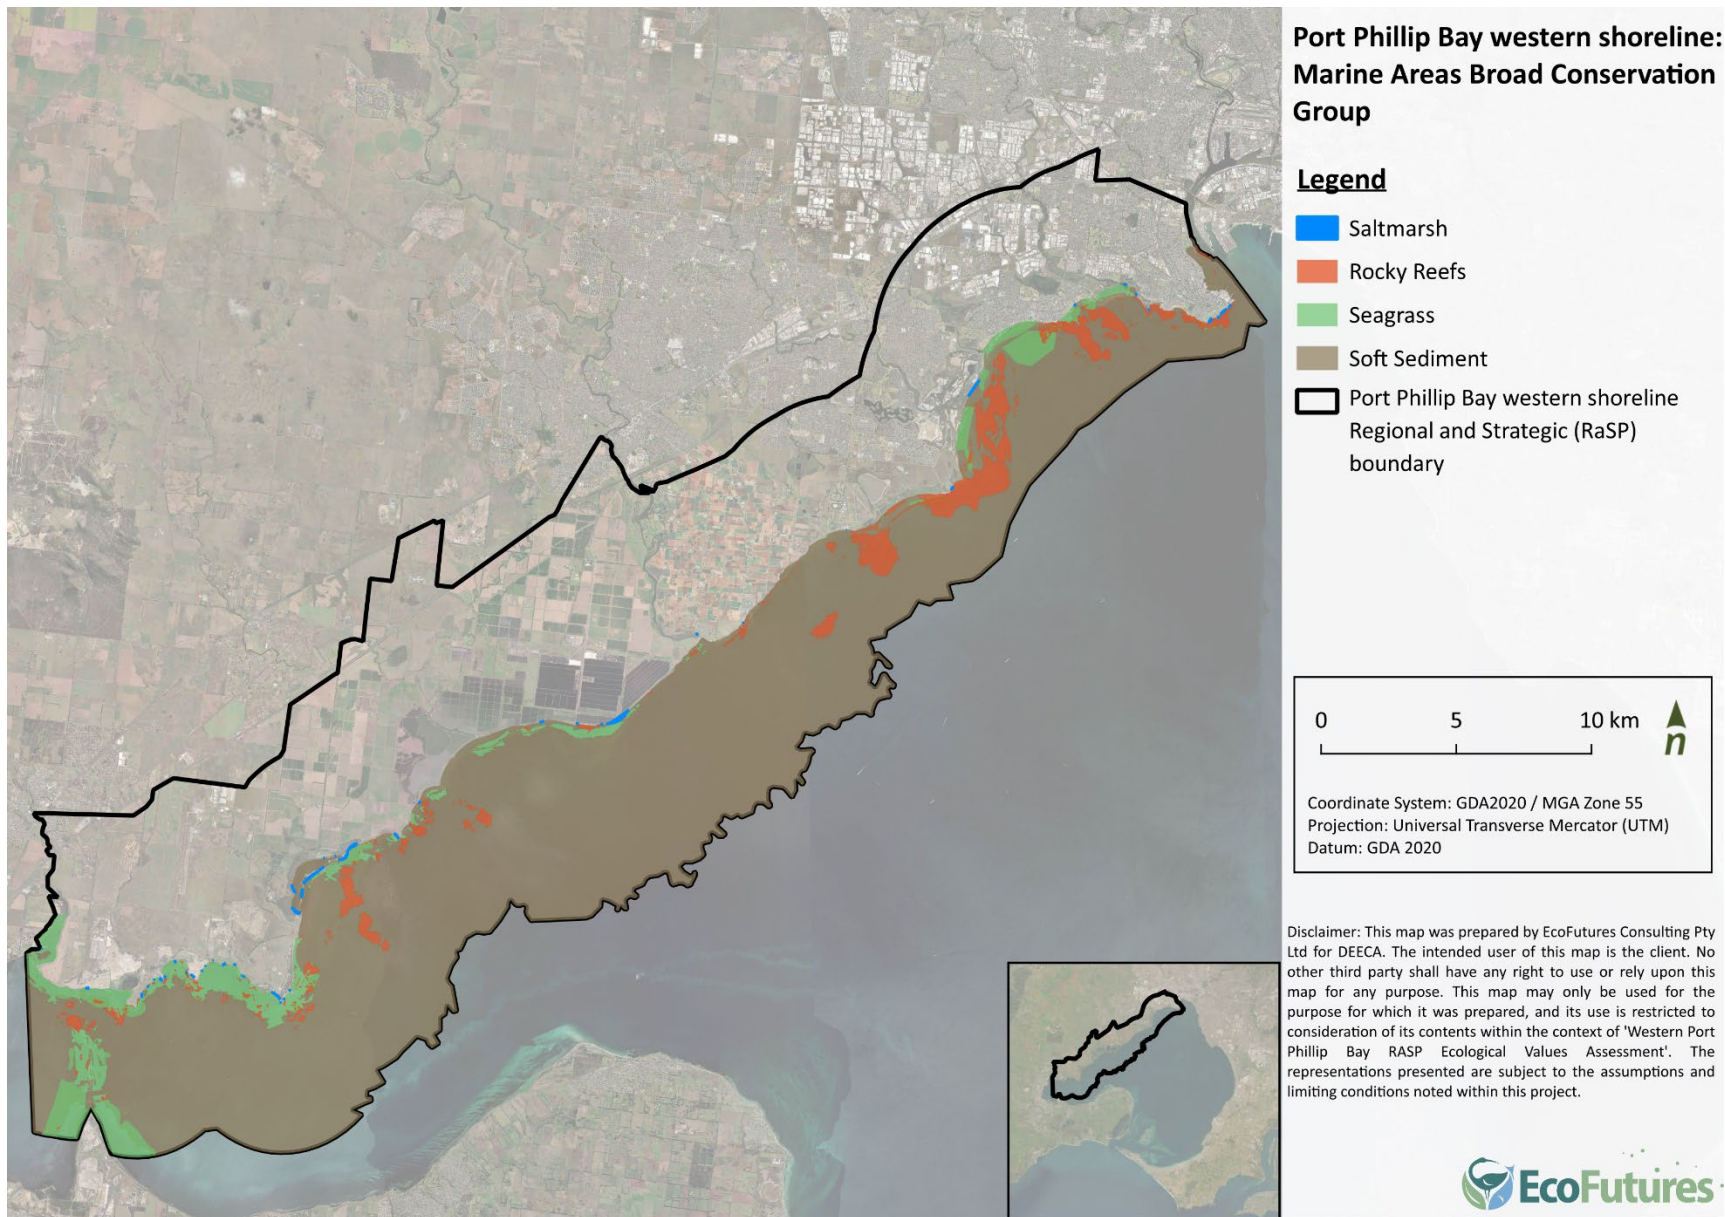 Port Phillip Bay western shoreline:
Marine Areas Broad Conservation
Group
Legend
Saltmarsh
Rocky Reefs
Seagrass
Soft Sediment
Port Phillip Bay western shoreline
Regional and Strategic (RaSP)
boundary
0 5 10 km
n
Coordinate System: GDA2020 / MGA Zone 55
Projection: Universal Transverse Mercator (UTM)
Datum: GDA 2020
Disclaimer: This map was prepared by EcoFutures Consulting Pty
Ltd for DEECA. The intended user of this map is the client. No
other third party shall have any right to use or rely upon this
map for any purpose. This map may only be used for the
purpose for which it was prepared, and its use is restricted to
consideration of its contents within the context of 'Western Port
Phillip Bay RASP Ecological Values Assessment'. The
representations presented are subject to the assumptions and
limiting conditions noted within this project.
EcoFutures